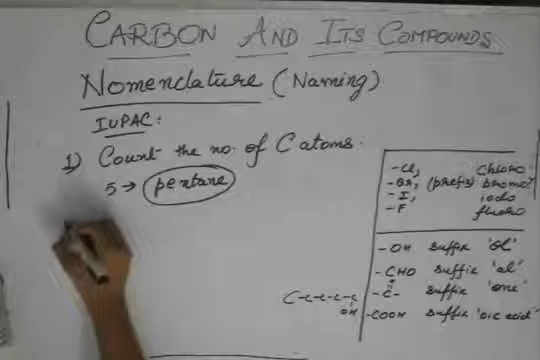 CARBON AND ITS COMPOUNDS
Nomenclature (Naming)
IUPAC:
1) Count the no. of C atoms.
5 → pentane
-Cl, Chloro
-Br, (prefix) bromo
-I, iodo
-F fluoro
-OH suffix 'ol'
-CHO suffix 'al'
O
-C- suffix 'one'
-COOH suffix 'oic acid'
C-C-C-C-C
OH